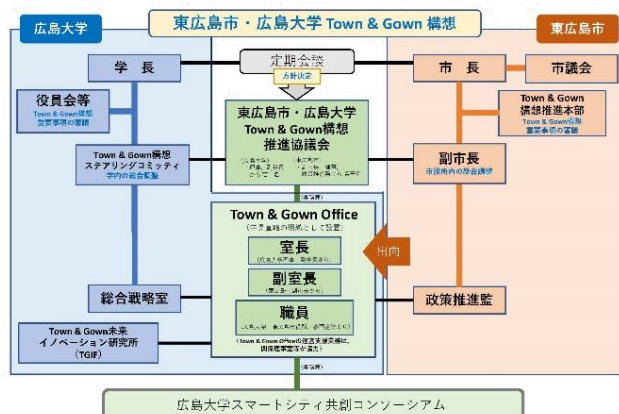 広島大学
東広島市・広島大学 Town & Gown 構想
東広島市
学長
定期会談
方針決定
市長
市議会
役員会等
Town & Gown構想
重要事項の審議
東広島市・広島大学
Town & Gown構想
推進協議会
Town & Gown
構想推進本部
Town & Gown構想
重要事項の審議
Town & Gown構想
ステアリングコミッティ
学内の総合調整
副市長
市役所内の総合調整
Town & Gown Office
室長
副室長
職員
出向
総合戦略室
政策推進監
Town & Gown未来
イノベーション研究所
(TGIF)
広島大学スマートシティ共創コンソーシアム